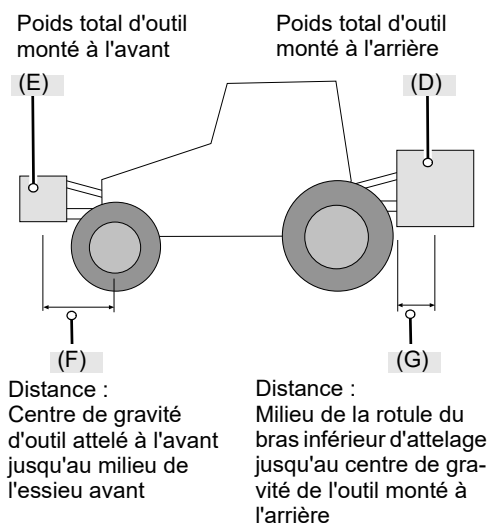 Poids total d'outil
monté à l'avant
(E)
Poids total d'outil
monté à l'arrière
(D)
(F)
Distance :
Centre de gravité
d'outil attelé à l'avant
jusqu'au milieu de
l'essieu avant
(G)
Distance :
Milieu de la rotule du
bras inférieur d'attelage
jusqu'au centre de gra-
vité de l'outil monté à
l'arrière